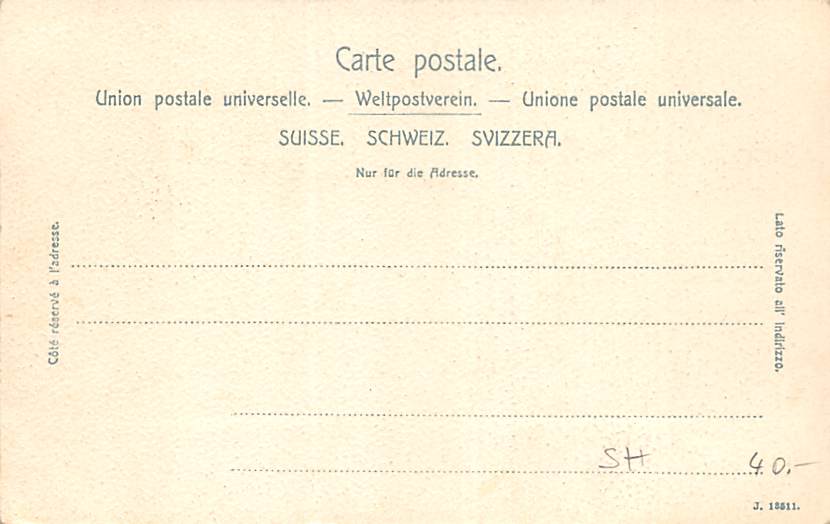 Carte postale.
Union postale universelle. — Weltpostverein. — Unione postale universale.
SUISSE. SCHWEIZ. SVIZZERA.
Nur für die Adresse.
Côté réservé à l'adresse.
Lato riservato all' indirizzo.
SH 40.-
J. 13511.